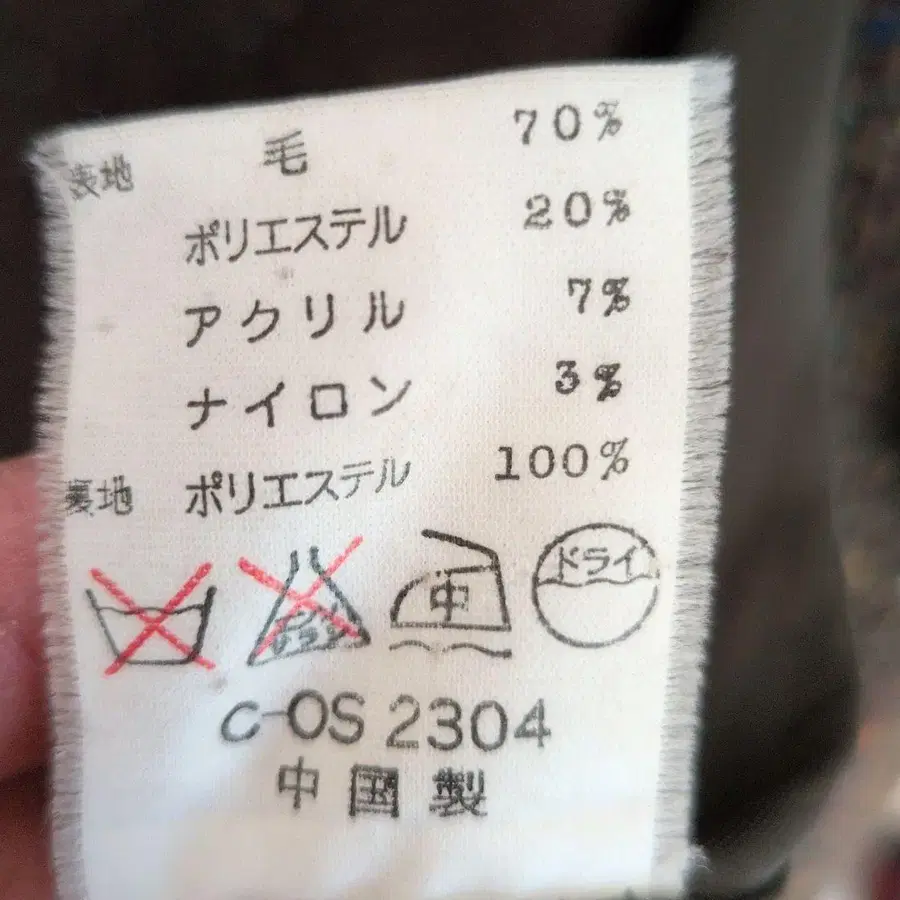 表地 毛 70%
ポリエステル 20%
アクリル 7%
ナイロン 3%
裏地 ポリエステル 100%
中 ドライ
C-OS 2304
中国製